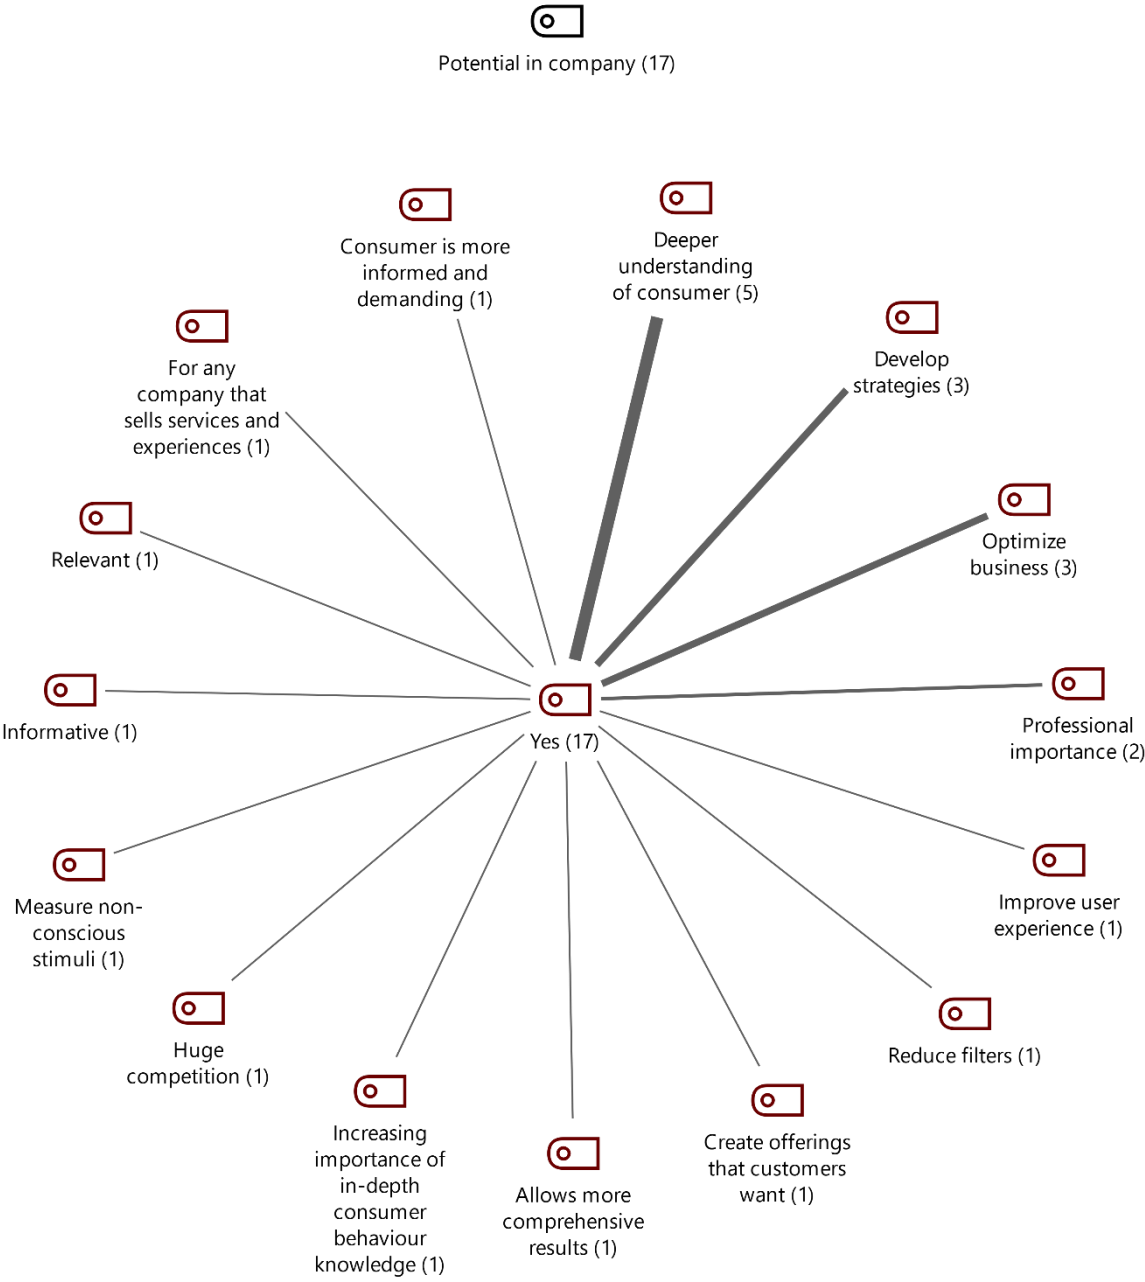 Potential in company (17)
Consumer is more
informed and
demanding (1)
Deeper
understanding
of consumer (5)
For any
company that
sells services and
experiences (1)
Develop
strategies (3)
Relevant (1)
Optimize
business (3)
Informative (1)
Yes (17)
Professional
importance (2)
Measure non-
conscious
stimuli (1)
Improve user
experience (1)
Huge
competition (1)
Reduce filters (1)
Increasing
importance of
in-depth
consumer
behaviour
knowledge (1)
Allows more
comprehensive
results (1)
Create offerings
that customers
want (1)